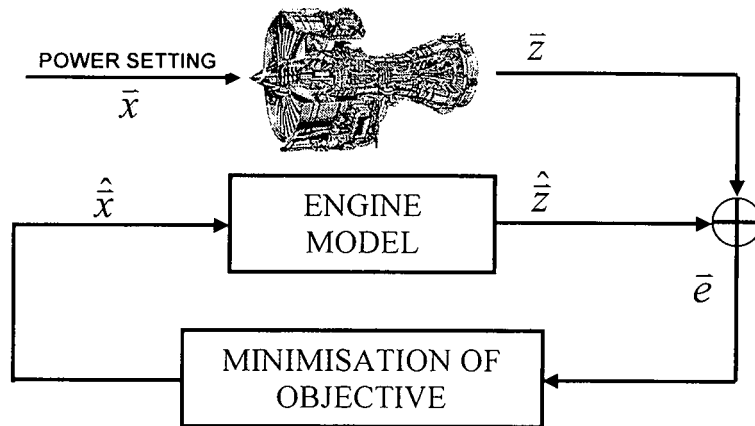 POWER SETTING
x̄
z̄
x̄̂
ENGINE
MODEL
z̄̂
ē
MINIMISATION OF
OBJECTIVE